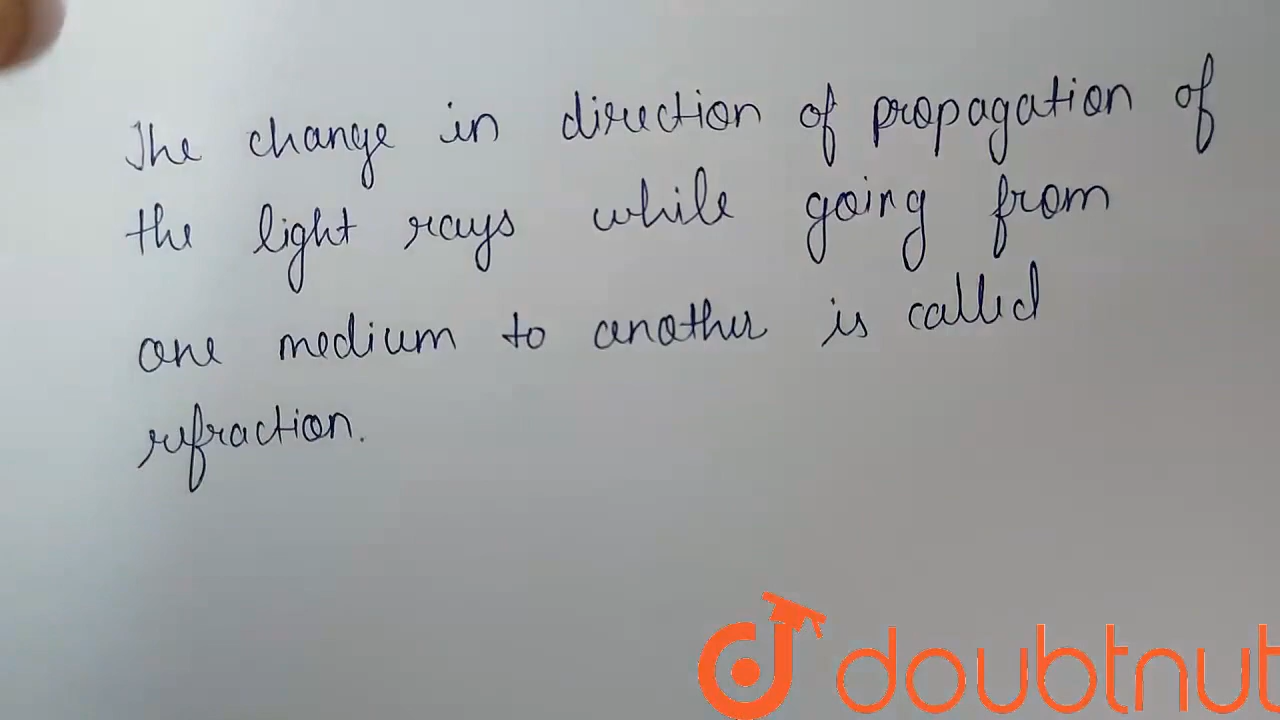 The change in direction of propagation of
the light rays while going from
one medium to another is called
refraction.
doubtnut